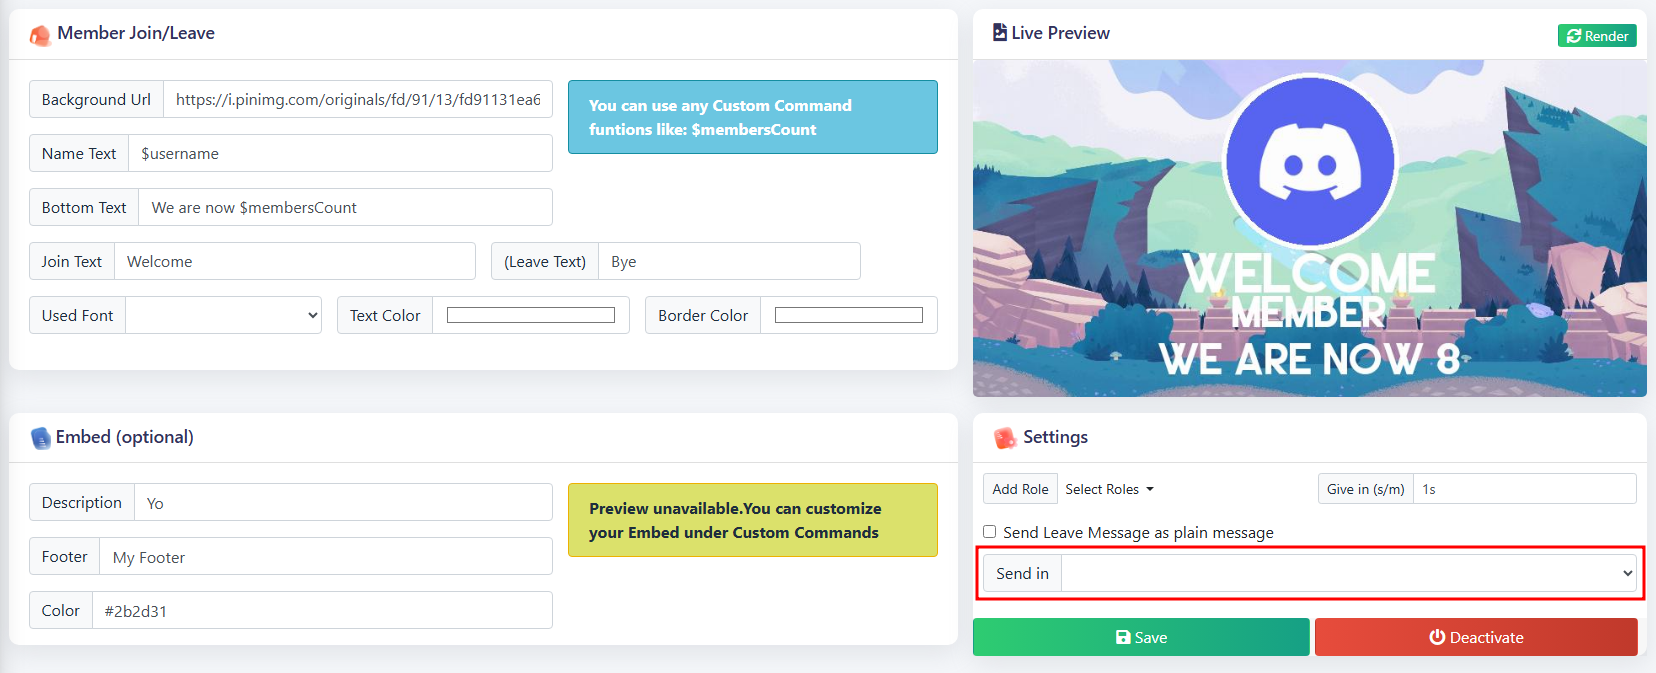 Member Join/Leave
Background Url https://i.pinimg.com/originals/fd/91/13/fd91131ea6
You can use any Custom Command
funtions like: $membersCount
Name Text $username
Bottom Text We are now $membersCount
Join Text Welcome
(Leave Text) Bye
Used Font
Text Color
Border Color
Live Preview
Render
WELCOME
MEMBER
WE ARE NOW 8
Embed (optional)
Description Yo
Preview unavailable.You can customize
your Embed under Custom Commands
Footer My Footer
Color #2b2d31
Settings
Add Role Select Roles
Give in (s/m) 1s
Send Leave Message as plain message
Send in
Save
Deactivate